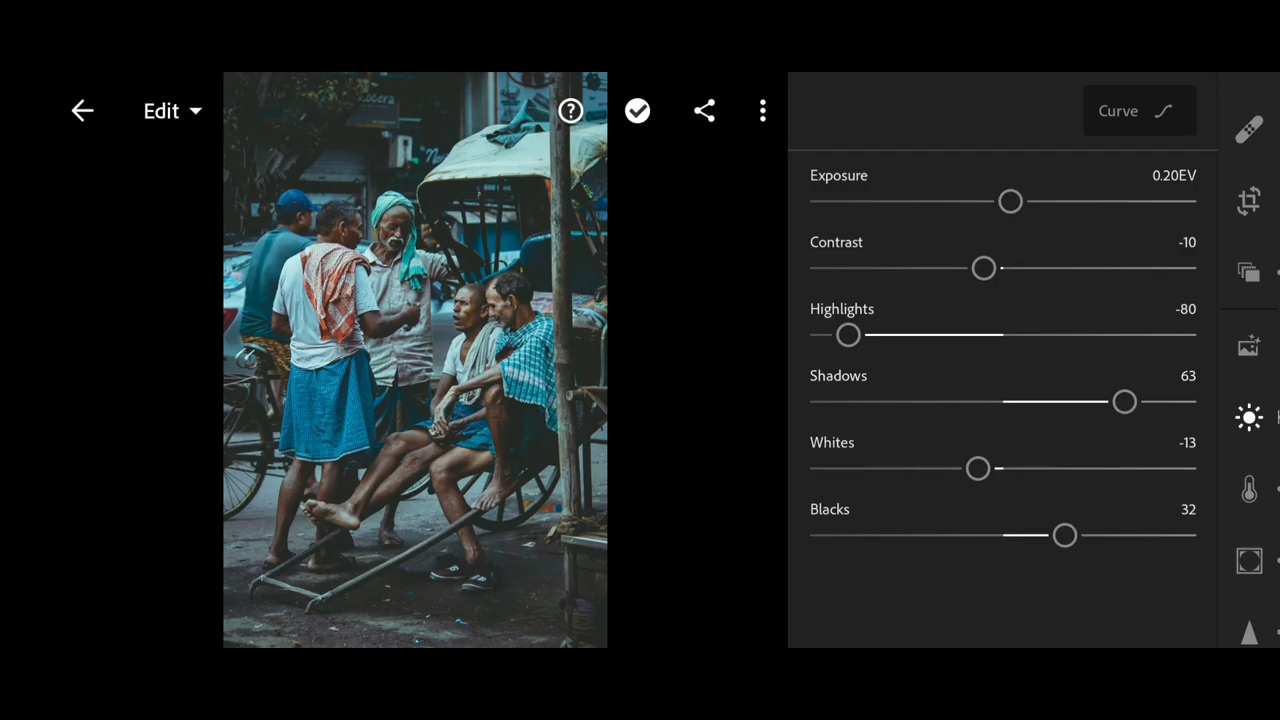 Edit
Curve
Exposure 0.20EV
Contrast -10
Highlights -80
Shadows 63
Whites -13
Blacks 32